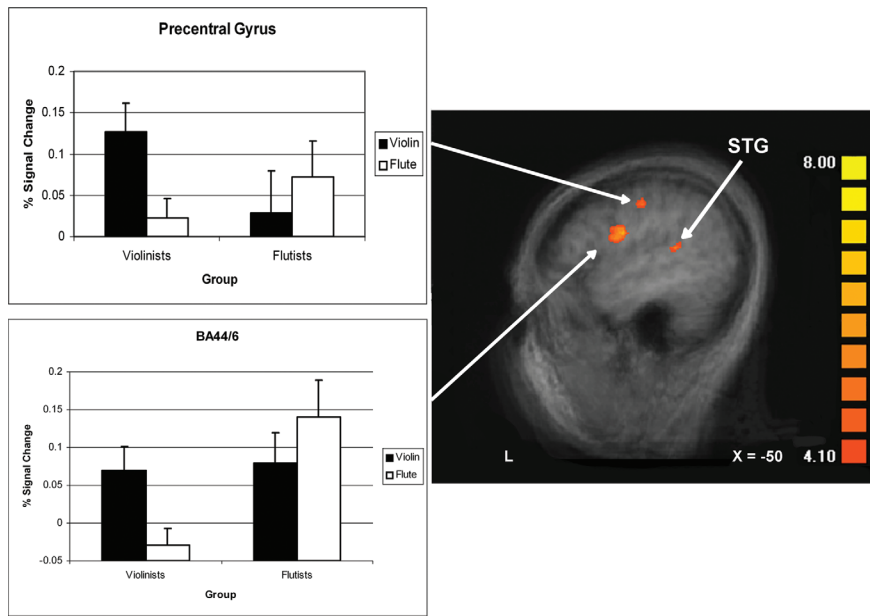 Precentral Gyrus
% Signal Change
0.2
0.15
0.1
0.05
0
Violinists
Flutists
Group
Violin
Flute
BA44/6
% Signal Change
0.2
0.15
0.1
0.05
0
-0.05
Violinists
Flutists
Group
Violin
Flute
STG
8.00
L
X = -50
4.10